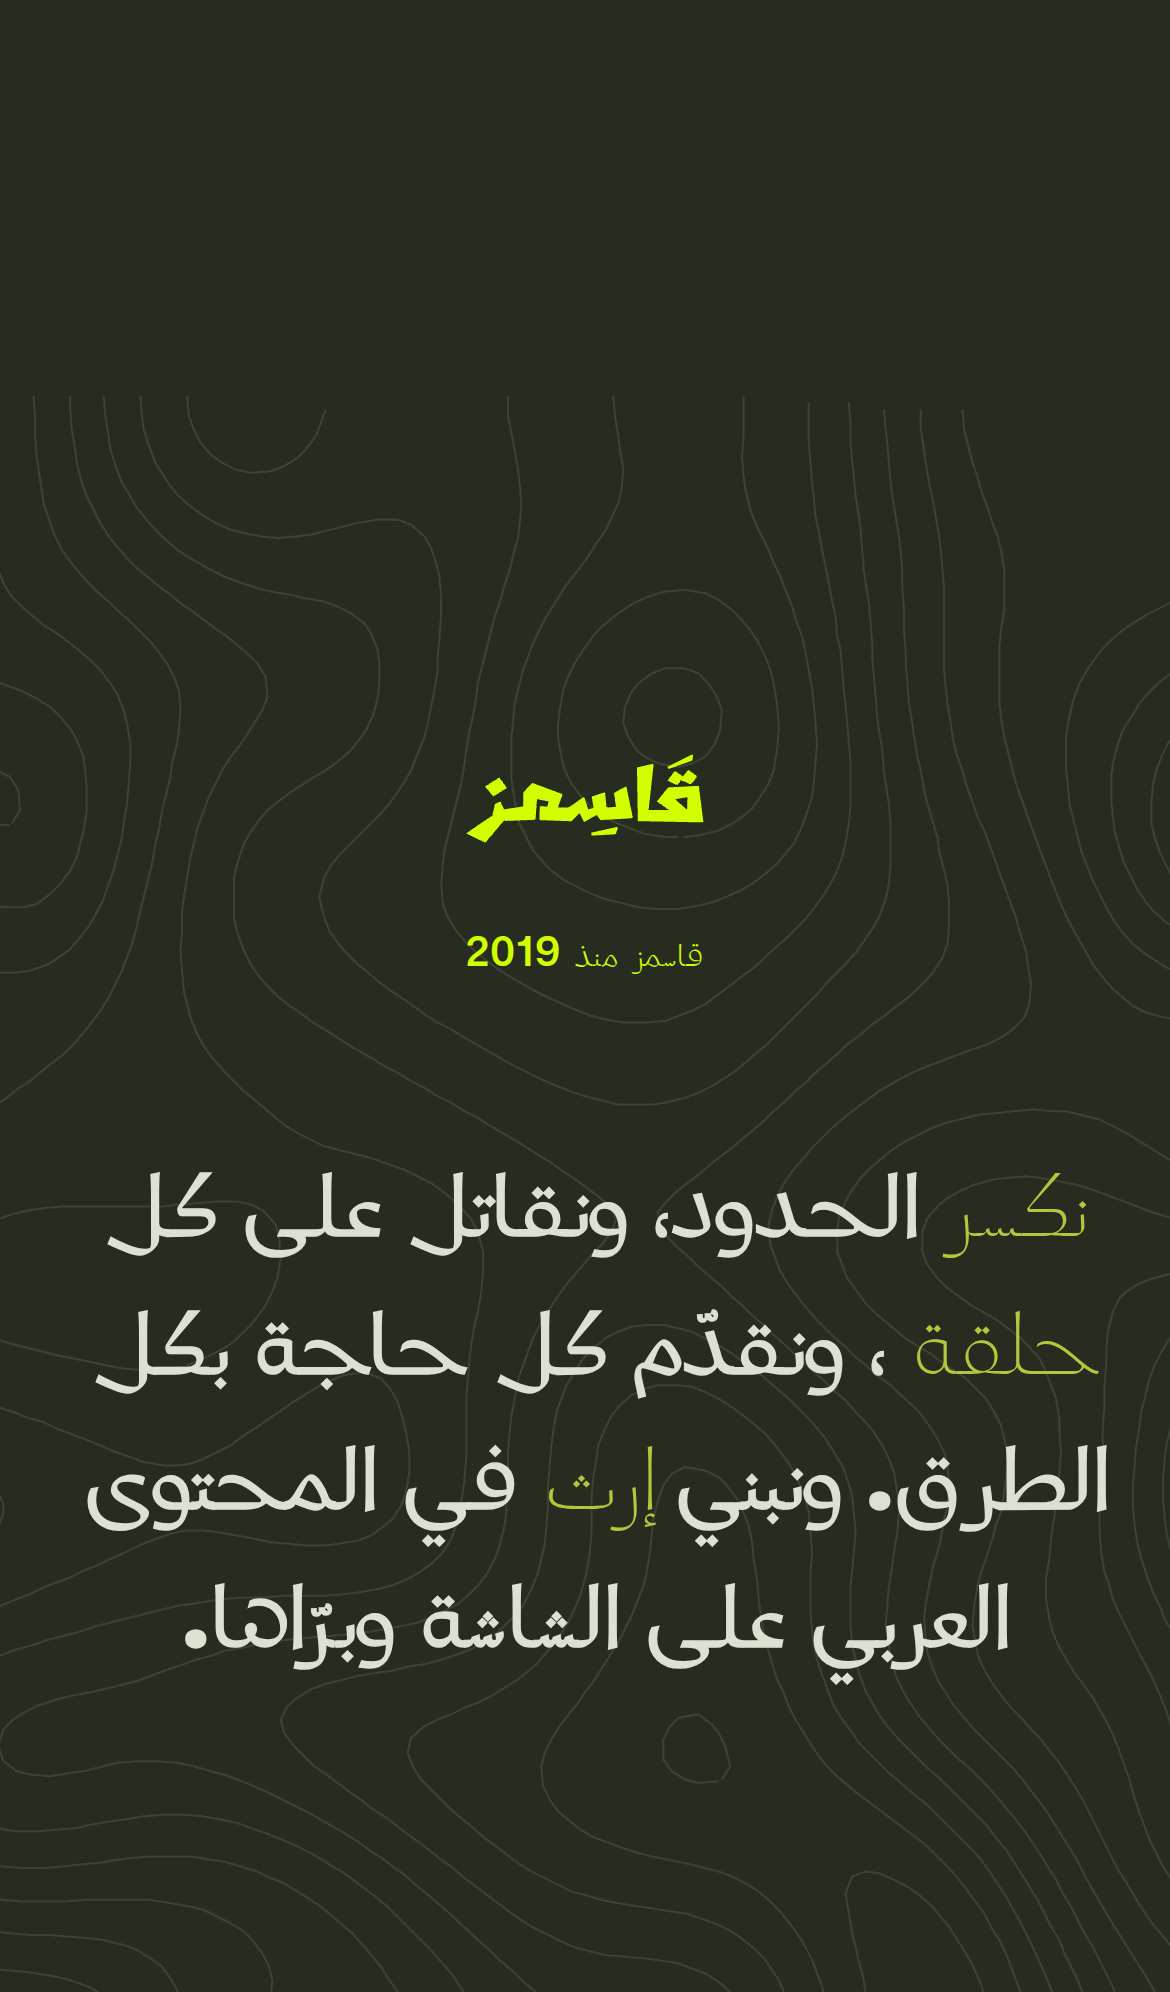 قَاسِمز
قاسمز منذ 2019
نكسر الحدود، ونقاتل على كل
حلقة ، ونقدّم كل حاجة بكل
الطرق. ونبني إرث في المحتوى
العربي على الشاشة وبرّاها.